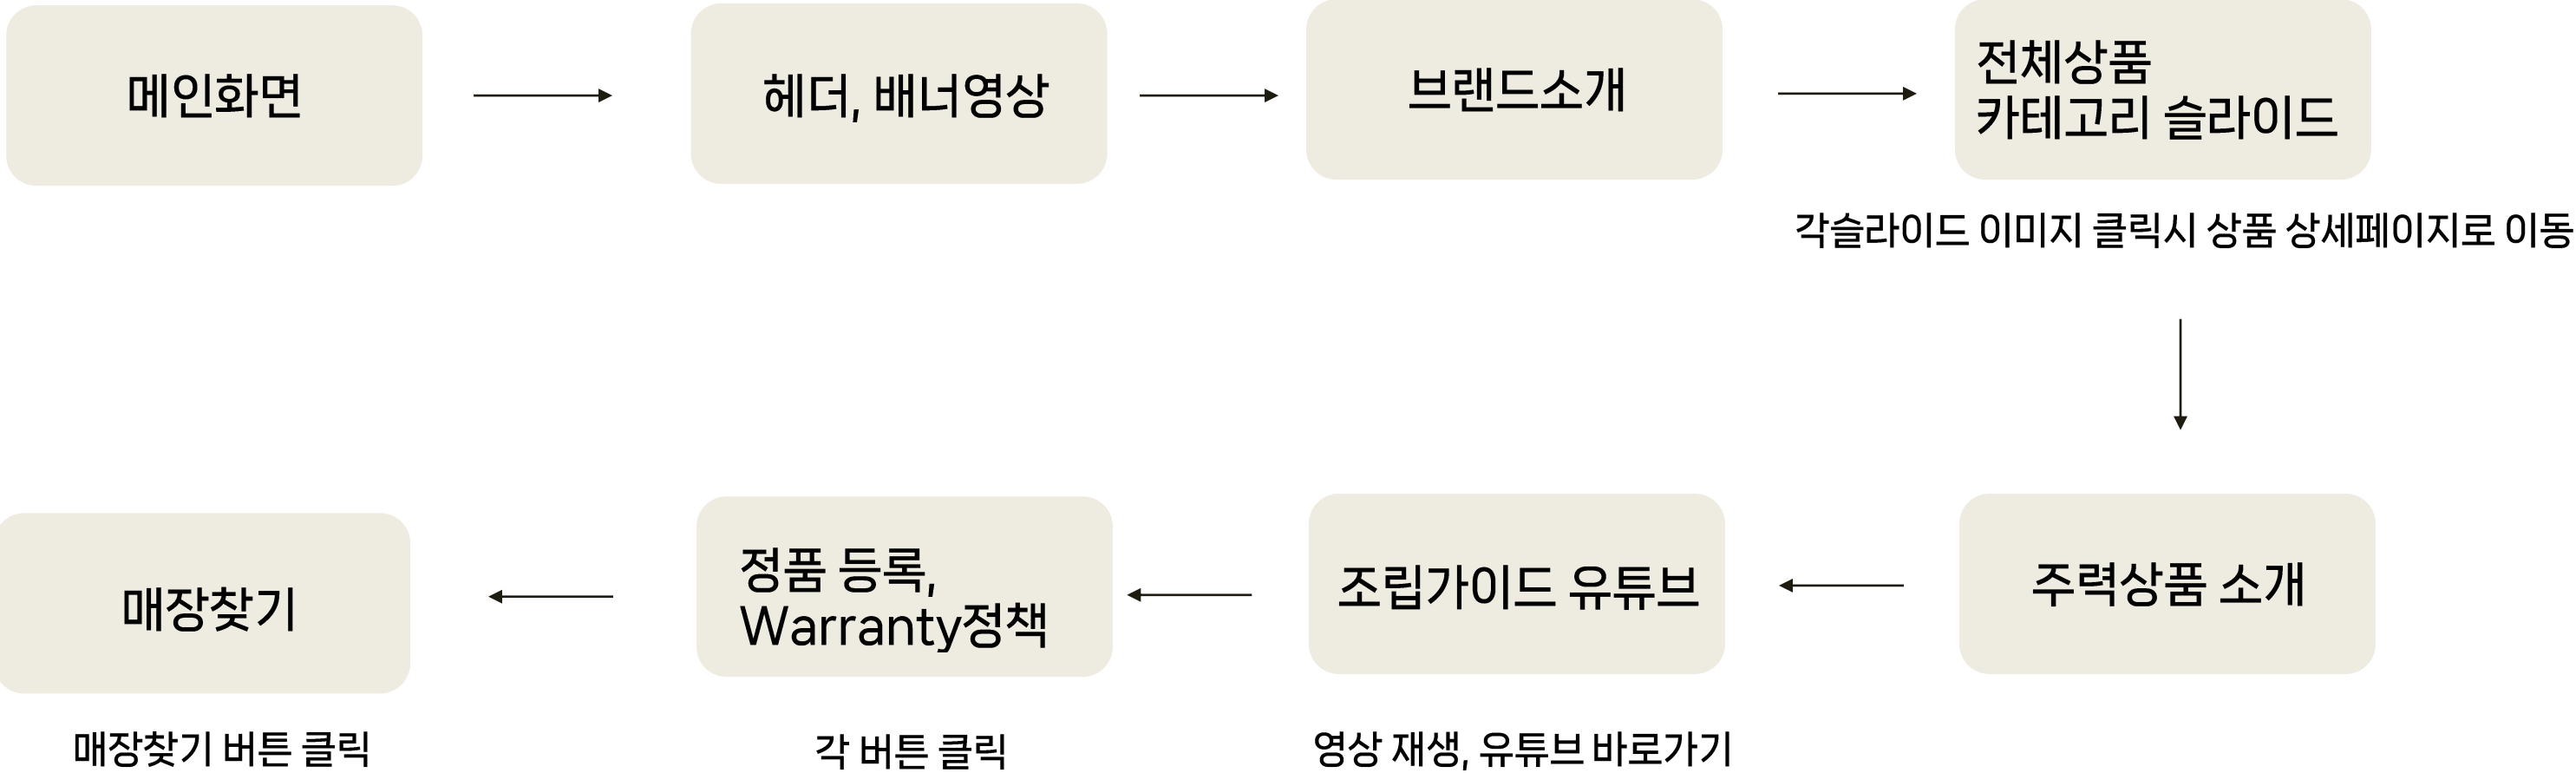 메인화면
헤더, 배너영상
브랜드소개
전체상품
카테고리 슬라이드
각슬라이드 이미지 클릭시 상품 상세페이지로 이동
주력상품 소개
조립가이드 유튜브
영상 재생, 유튜브 바로가기
정품 등록,
Warranty정책
각 버튼 클릭
매장찾기
매장찾기 버튼 클릭